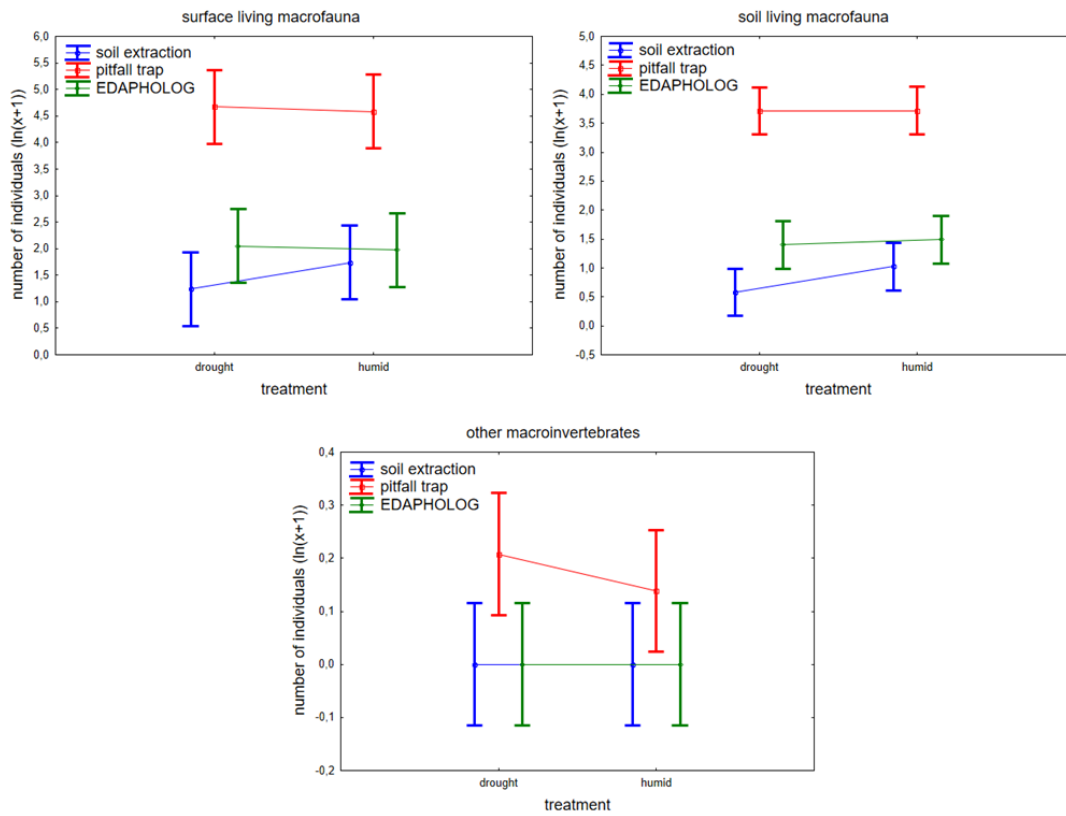 surface living macrofauna
6,0
5,5
5,0
4,5
4,0
3,5
3,0
2,5
2,0
1,5
1,0
0,5
0,0
number of individuals (ln(x+1))
soil extraction
pitfall trap
EDAPHOLOG
drought
humid
treatment
soil living macrofauna
5,0
4,5
4,0
3,5
3,0
2,5
2,0
1,5
1,0
0,5
0,0
-0,5
number of individuals (ln(x+1))
soil extraction
pitfall trap
EDAPHOLOG
drought
humid
treatment
other macroinvertebrates
0,4
0,3
0,2
0,1
0,0
-0,1
-0,2
number of individuals (ln(x+1))
soil extraction
pitfall trap
EDAPHOLOG
drought
humid
treatment